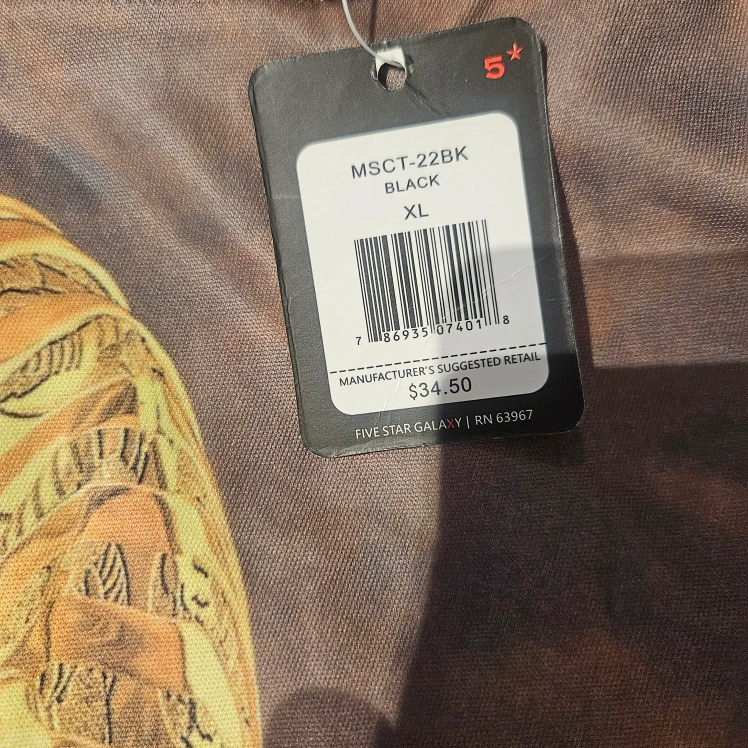 5*
MSCT-22BK
BLACK
XL
7 86935 07401 8
MANUFACTURER'S SUGGESTED RETAIL
$34.50
FIVE STAR GALAXY | RN 63967